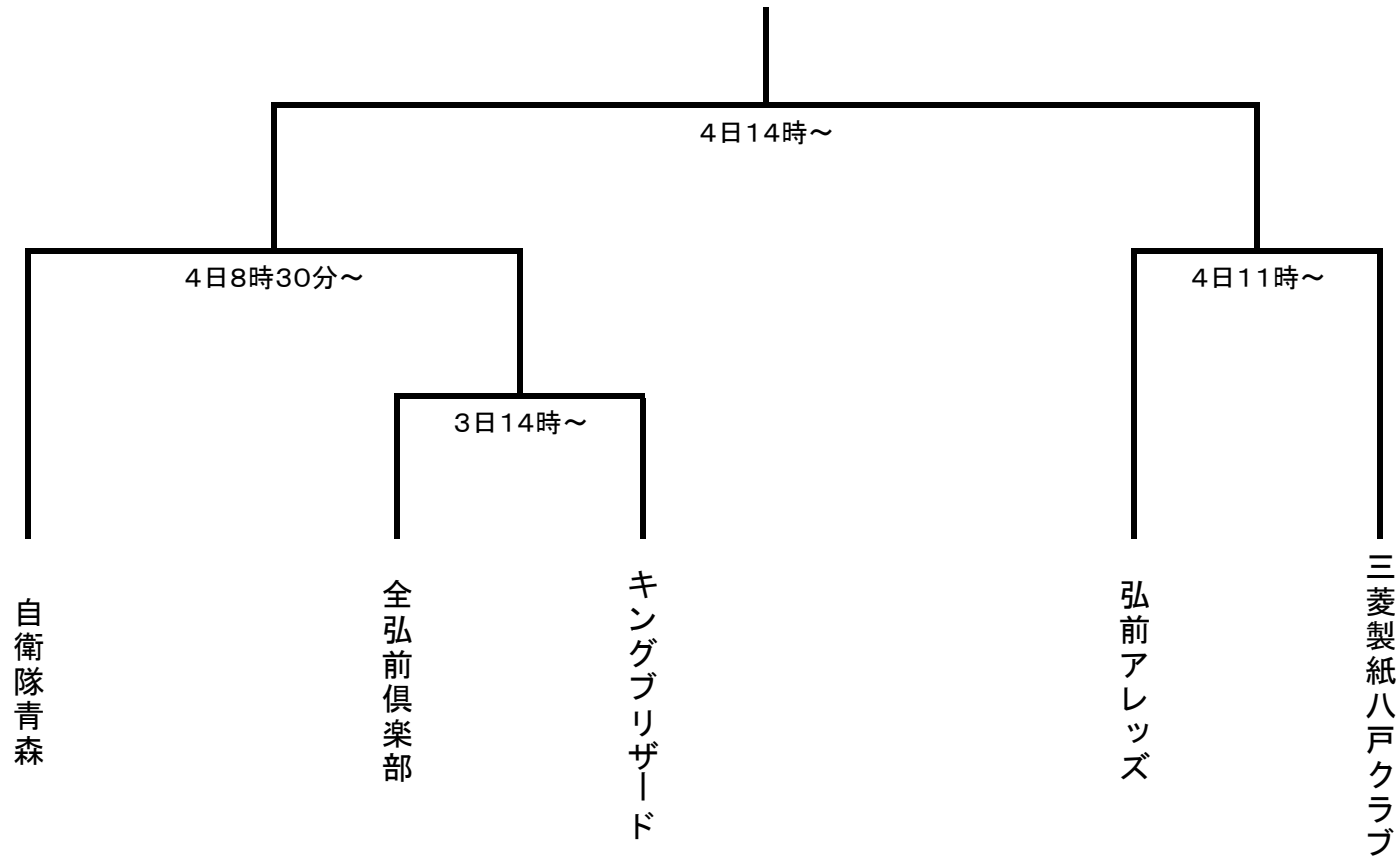 4日14時～
4日8時30分～
4日11時～
3日14時～
自衛隊青森
全弘前倶楽部
キングブリザード
弘前アレッズ
三菱製紙八戸クラブ